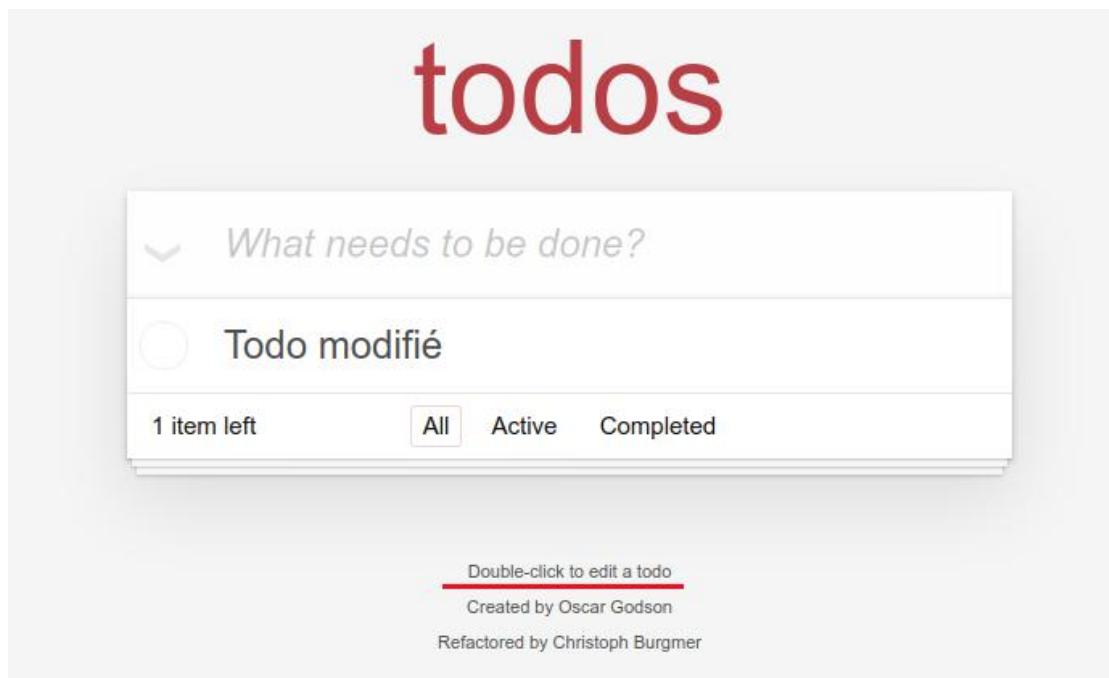 todos
What needs to be done?
Todo modifié
1 item left All Active Completed
Double-click to edit a todo
Created by Oscar Godson
Refactored by Christoph Burgmer